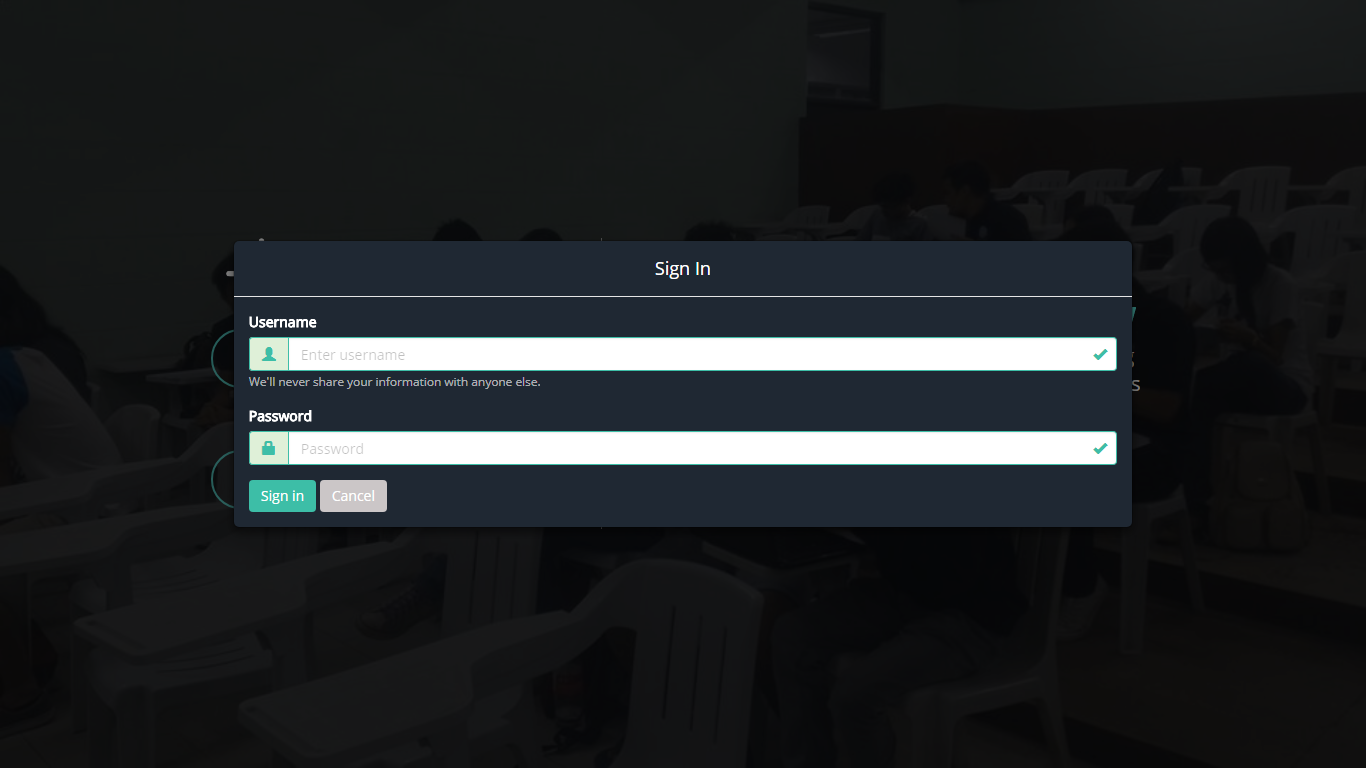 Sign In
Username
Enter username
We'll never share your information with anyone else.
Password
Password
Sign in
Cancel